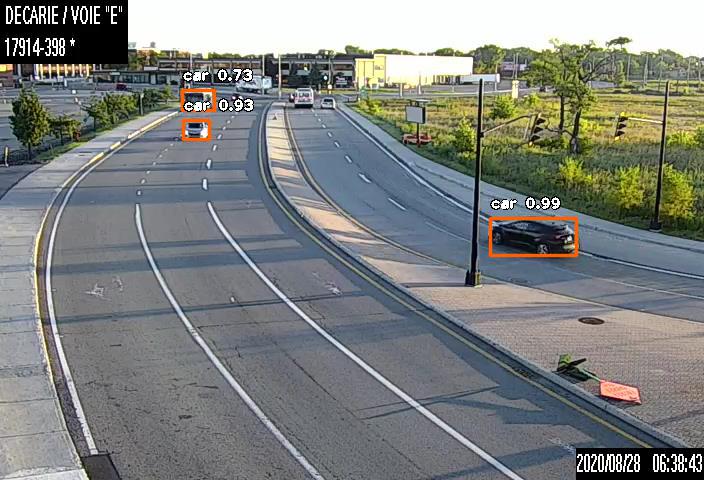 DECARIE / VOIE "E"
17914-398 *
car 0.73
car 0.93
car 0.99
2020/08/28 06:38:43